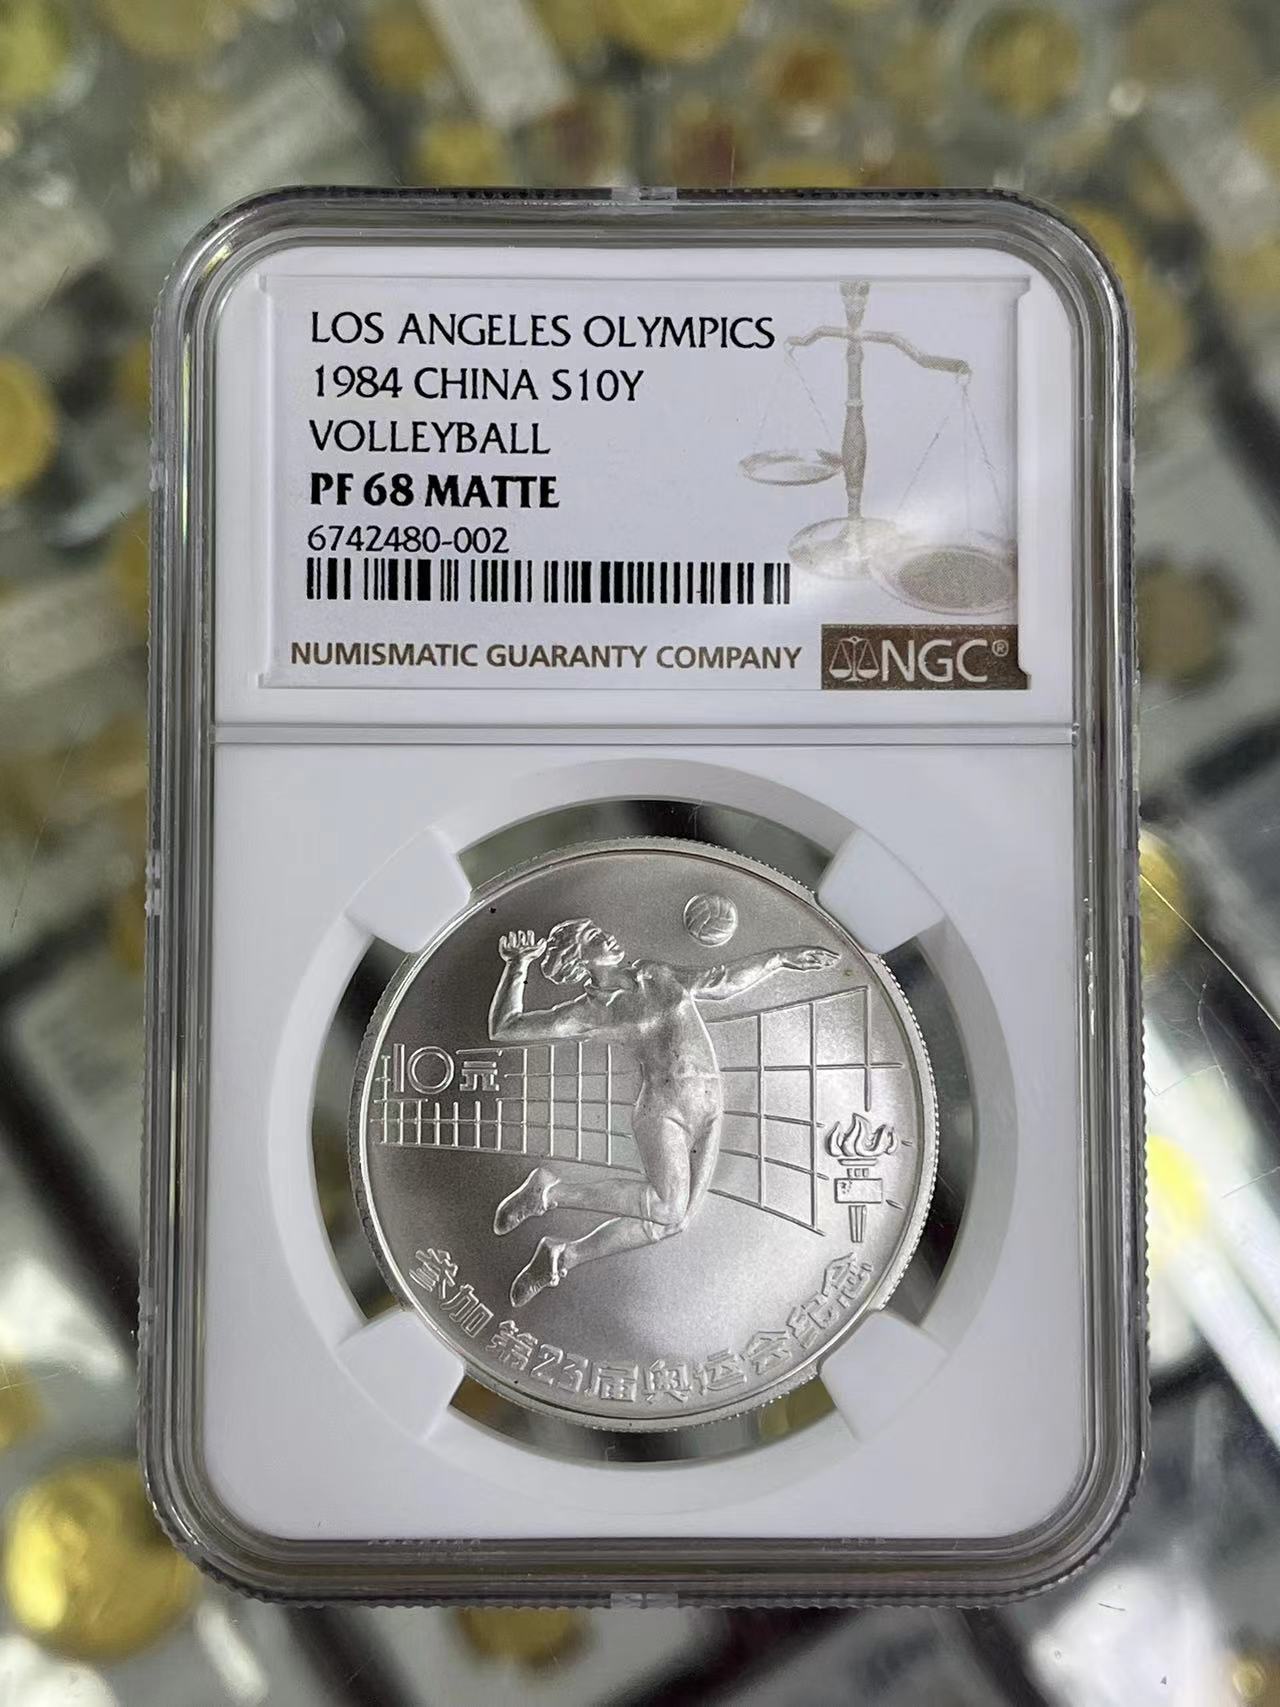 LOS ANGELES OLYMPICS
1984 CHINA S10Y
VOLLEYBALL
PF 68 MATTE
6742480-002
NUMISMATIC GUARANTY COMPANY NGC®
10元
参加第23届奥运会纪念